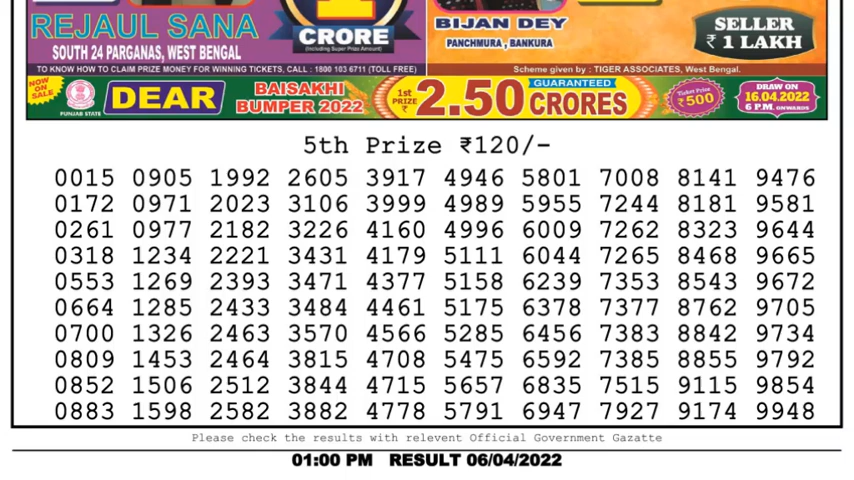 REJAUL SANA
SOUTH 24 PARGANAS, WEST BENGAL
1
CRORE
(Including Super Prize Amount)
BIJAN DEY
PANCHMURA , BANKURA
SELLER
₹ 1 LAKH
TO KNOW HOW TO CLAIM PRIZE MONEY FOR WINNING TICKETS, CALL : 1800 103 6711 (TOLL FREE)
Scheme given by : TIGER ASSOCIATES, West Bengal.
NOW ON SALE
PUNJAB STATE
DEAR
BAISAKHI
BUMPER 2022
1st PRIZE ₹
2.50
GUARANTEED
CRORES
Ticket Price
₹500
DRAW ON
16.04.2022
6 P.M. ONWARDS
5th Prize ₹120/-
0015 0905 1992 2605 3917 4946 5801 7008 8141 9476
0172 0971 2023 3106 3999 4989 5955 7244 8181 9581
0261 0977 2182 3226 4160 4996 6009 7262 8323 9644
0318 1234 2221 3431 4179 5111 6044 7265 8468 9665
0553 1269 2393 3471 4377 5158 6239 7353 8543 9672
0664 1285 2433 3484 4461 5175 6378 7377 8762 9705
0700 1326 2463 3570 4566 5285 6456 7383 8842 9734
0809 1453 2464 3815 4708 5475 6592 7385 8855 9792
0852 1506 2512 3844 4715 5657 6835 7515 9115 9854
0883 1598 2582 3882 4778 5791 6947 7927 9174 9948
Please check the results with relevent Official Government Gazatte
01:00 PM RESULT 06/04/2022